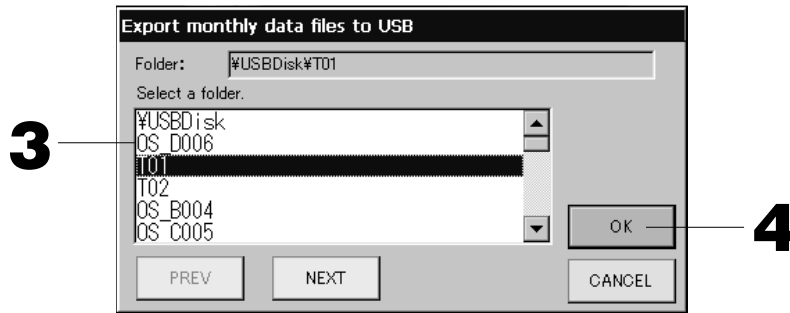 Export monthly data files to USB
Folder: ¥USBDisk¥T01
Select a folder.
¥USBDisk
3
OS_D006
T01
T02
OS_B004
OS_C005
OK
4
PREV
NEXT
CANCEL